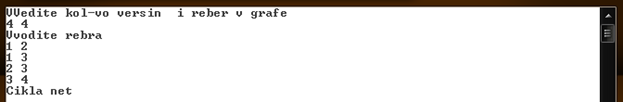 VVedite kol-vo versin i reber v grafe
4 4
Vvodite rebra
1 2
1 3
2 3
3 4
Cikla net